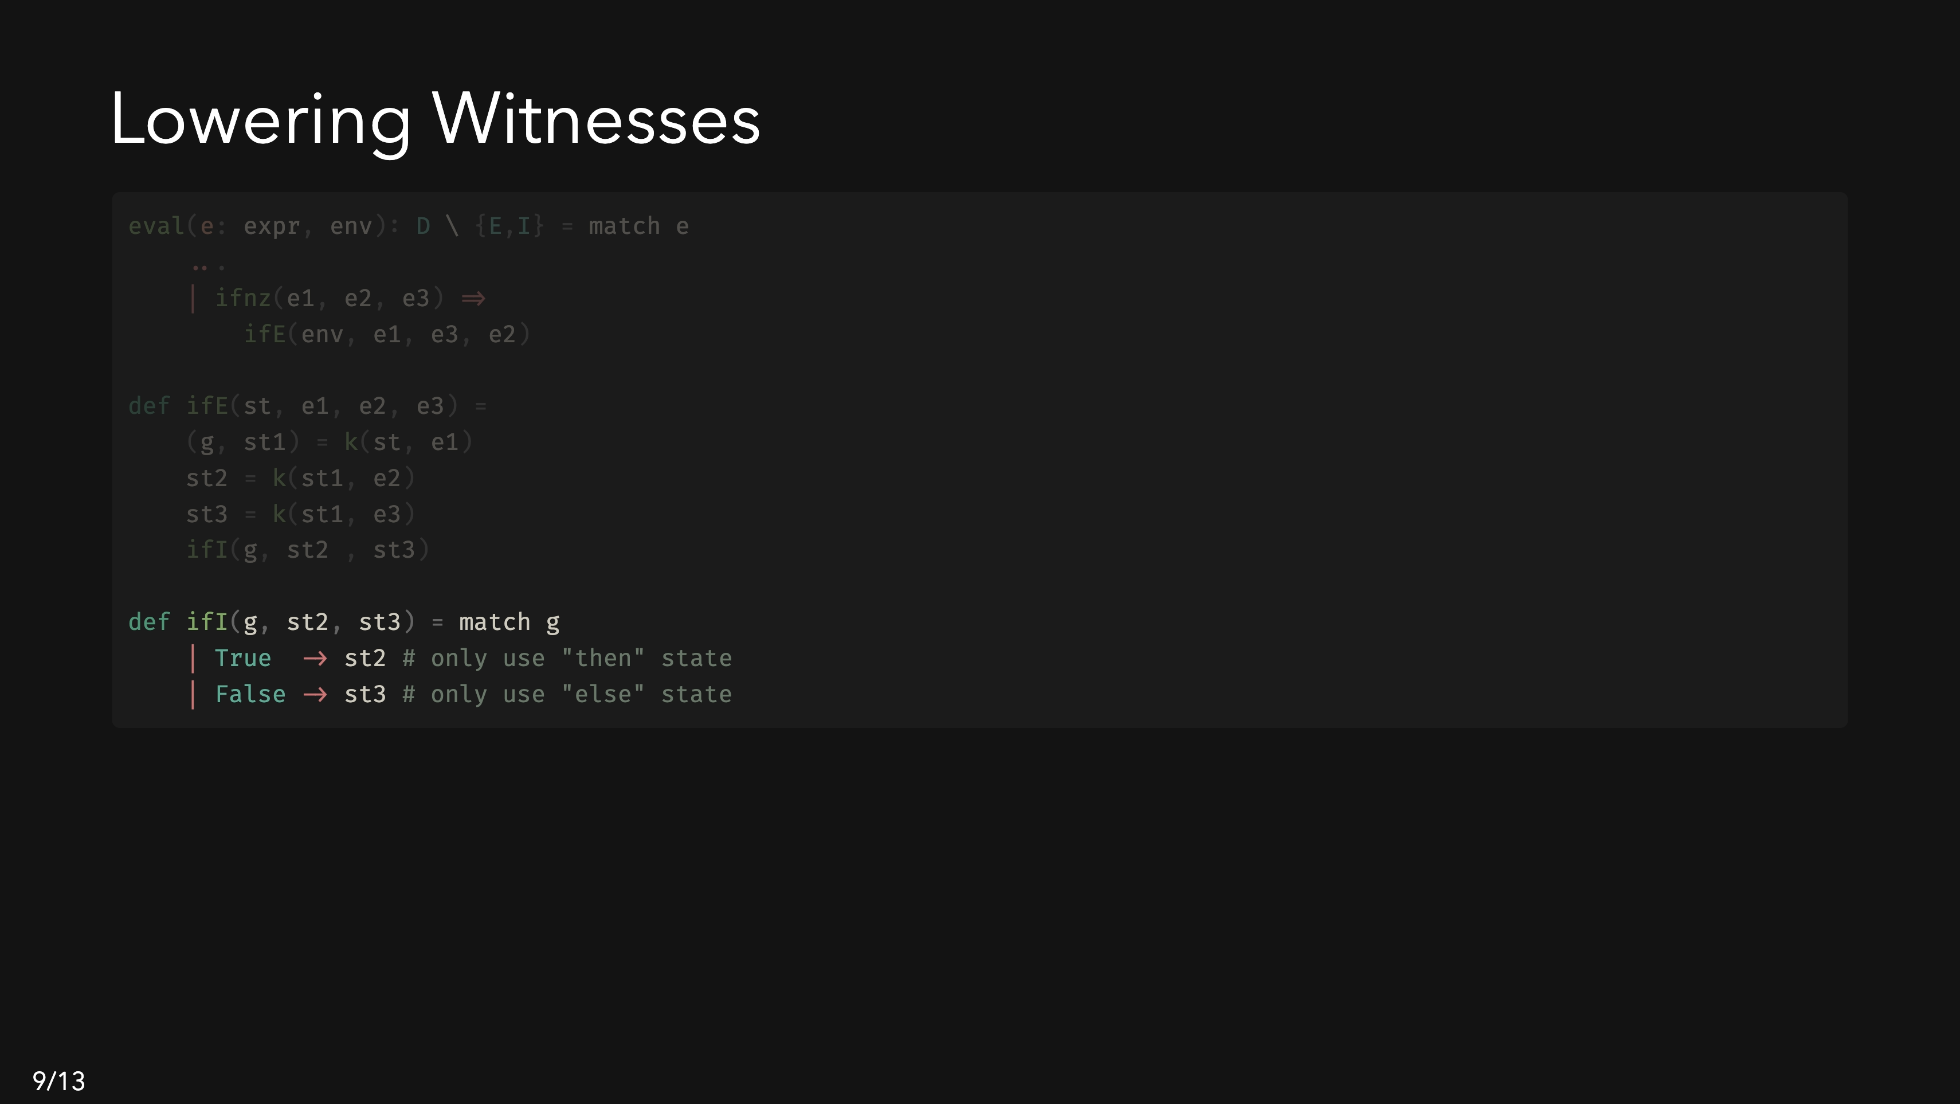 Lowering Witnesses
eval(e: expr, env): D \ {E,I} = match e
...
| ifnz(e1, e2, e3) ⇒
ifE(env, e1, e3, e2)
def ifE(st, e1, e2, e3) =
(g, st1) = k(st, e1)
st2 = k(st1, e2)
st3 = k(st1, e3)
ifI(g, st2 , st3)
def ifI(g, st2, st3) = match g
| True → st2 # only use "then" state
| False → st3 # only use "else" state
9/13